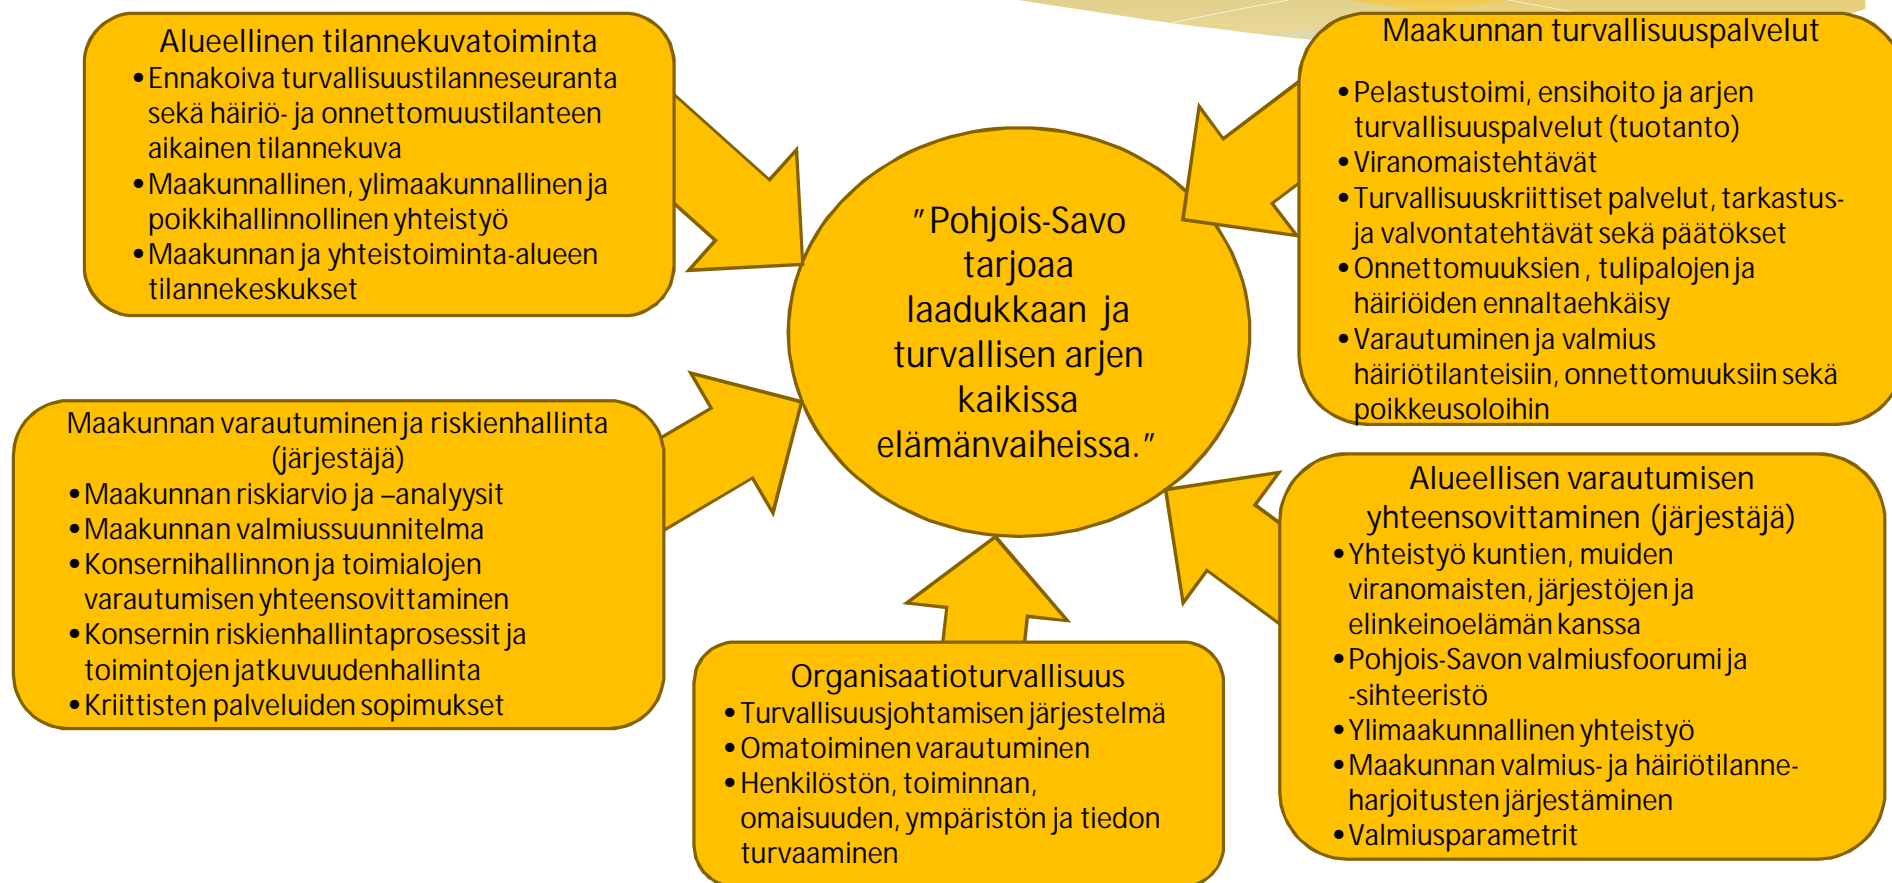 Alueellinen tilannekuvatoiminta
•Ennakoiva turvallisuustilanneseuranta
sekä häiriö- ja onnettomuustilanteen
aikainen tilannekuva
•Maakunnallinen, ylimaakunnallinen ja
poikkihallinnollinen yhteistyö
•Maakunnan ja yhteistoiminta-alueen
tilannekeskukset
Maakunnan turvallisuuspalvelut
•Pelastustoimi, ensihoito ja arjen
turvallisuuspalvelut (tuotanto)
•Viranomaistehtävät
•Turvallisuuskriittiset palvelut, tarkastus-
ja valvontatehtävät sekä päätökset
•Onnettomuuksien , tulipalojen ja
häiriöiden ennaltaehkäisy
•Varautuminen ja valmius
häiriötilanteisiin, onnettomuuksiin sekä
poikkeusoloihin
"Pohjois-Savo
tarjoaa
laadukkaan ja
turvallisen arjen
kaikissa
elämänvaiheissa."
Maakunnan varautuminen ja riskienhallinta
(järjestäjä)
•Maakunnan riskiarvio ja –analyysit
•Maakunnan valmiussuunnitelma
•Konsernihallinnon ja toimialojen
varautumisen yhteensovittaminen
•Konsernin riskienhallintaprosessit ja
toimintojen jatkuvuudenhallinta
•Kriittisten palveluiden sopimukset
Organisaatioturvallisuus
•Turvallisuusjohtamisen järjestelmä
•Omatoiminen varautuminen
•Henkilöstön, toiminnan,
omaisuuden, ympäristön ja tiedon
turvaaminen
Alueellisen varautumisen
yhteensovittaminen (järjestäjä)
•Yhteistyö kuntien, muiden
viranomaisten, järjestöjen ja
elinkeinoelämän kanssa
•Pohjois-Savon valmiusfoorumi ja
-sihteeristö
•Ylimaakunnallinen yhteistyö
•Maakunnan valmius- ja häiriötilanne-
harjoitusten järjestäminen
•Valmiusparametrit